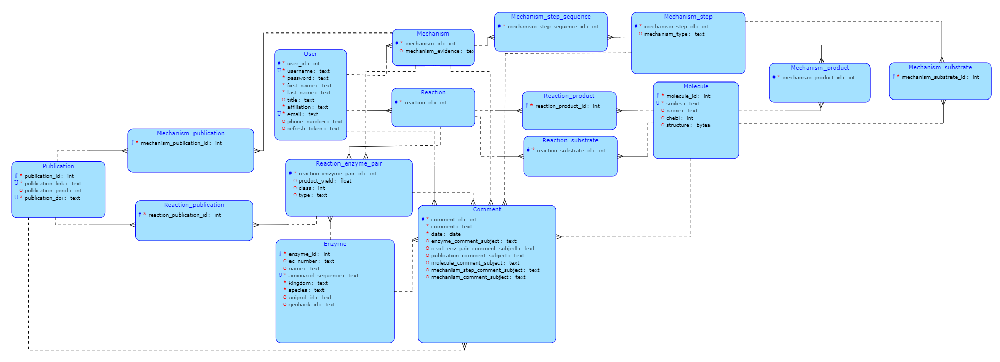 Mechanism_step_sequence
# * mechanism_step_sequence_id : int
Mechanism_step
# * mechanism_step_id : int
O mechanism_type : text
Mechanism
# * mechanism_id : int
O mechanism_evidence : tex
User
# * user_id : int
U * username : text
* password : text
* first_name : text
* last_name : text
O title : text
* affiliation : text
U * email : text
O phone_number : text
O refresh_token : text
Mechanism_product
# * mechanism_product_id : int
Mechanism_substrate
# * mechanism_substrate_id : int
Molecule
# * molecule_id : int
U * smiles : text
O name : text
O chebi : int
O structure : bytea
Reaction
# * reaction_id : int
Reaction_product
# * reaction_product_id : int
Mechanism_publication
# * mechanism_publication_id : int
Reaction_substrate
# * reaction_substrate_id : int
Publication
# * publication_id : int
U * publication_link : text
O publication_pmid : int
U * publication_doi : text
Reaction_enzyme_pair
# * reaction_enzyme_pair_id : int
O product_yield : float
O class : int
O type : text
Reaction_publication
# * reaction_publication_id : int
Comment
# * comment_id : int
* comment : text
* date : date
O enzyme_comment_subject : text
O react_enz_pair_comment_subject : text
O publication_comment_subject : text
O molecule_comment_subject : text
O mechanism_step_comment_subject : text
O mechanism_comment_subject : text
Enzyme
# * enzyme_id : int
O ec_number : text
O name : text
U * aminoacid_sequence : text
* kingdom : text
* species : text
O uniprot_id : text
O genbank_id : text